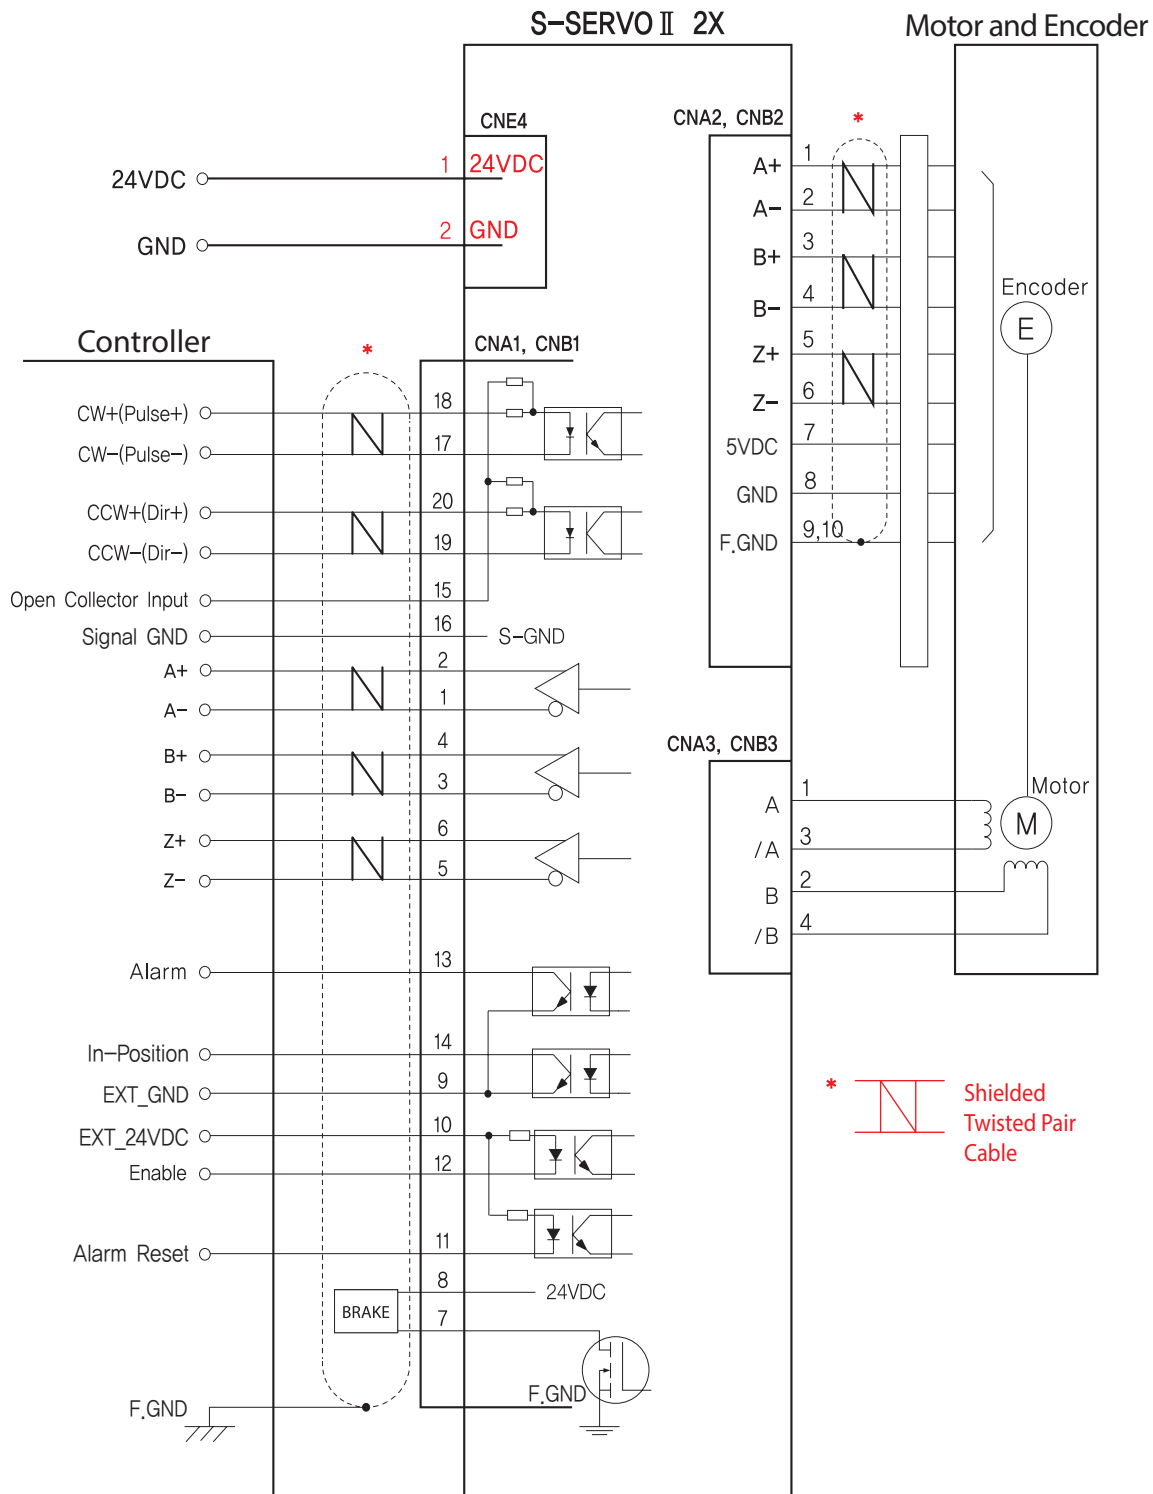 S-SERVO Ⅱ 2X
Motor and Encoder
CNE4
24VDC
1
24VDC
GND
2
GND
Controller
*
CNA1, CNB1
CW+(Pulse+)
18
CW-(Pulse-)
17
CCW+(Dir+)
20
CCW-(Dir-)
19
Open Collector Input
15
Signal GND
16
S-GND
A+
2
A-
1
B+
4
B-
3
Z+
6
Z-
5
Alarm
13
In-Position
14
EXT_GND
9
EXT_24VDC
10
Enable
12
Alarm Reset
11
8
24VDC
BRAKE
7
F.GND
F.GND
CNA2, CNB2
*
A+
1
A-
2
B+
3
B-
4
Z+
5
Z-
6
5VDC
7
GND
8
F.GND
9,10
Encoder
E
CNA3, CNB3
A
1
/A
3
B
2
/B
4
Motor
M
*
Shielded
Twisted Pair
Cable